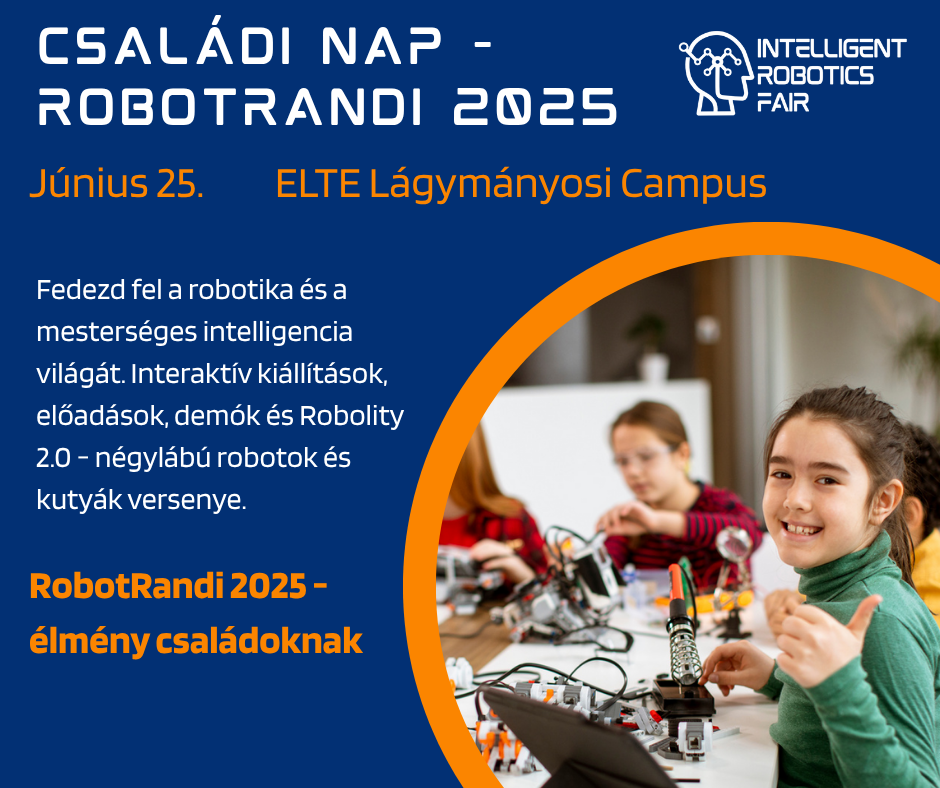 CSALÁDI NAP -
ROBOTRANDI 2025
INTELLIGENT
ROBOTICS
FAIR
Június 25. ELTE Lágymányosi Campus
Fedezd fel a robotika és a
mesterséges intelligencia
világát. Interaktív kiállítások,
előadások, demók és Robolity
2.0 - négylábú robotok és
kutyák versenye.
RobotRandi 2025 -
élmény családoknak